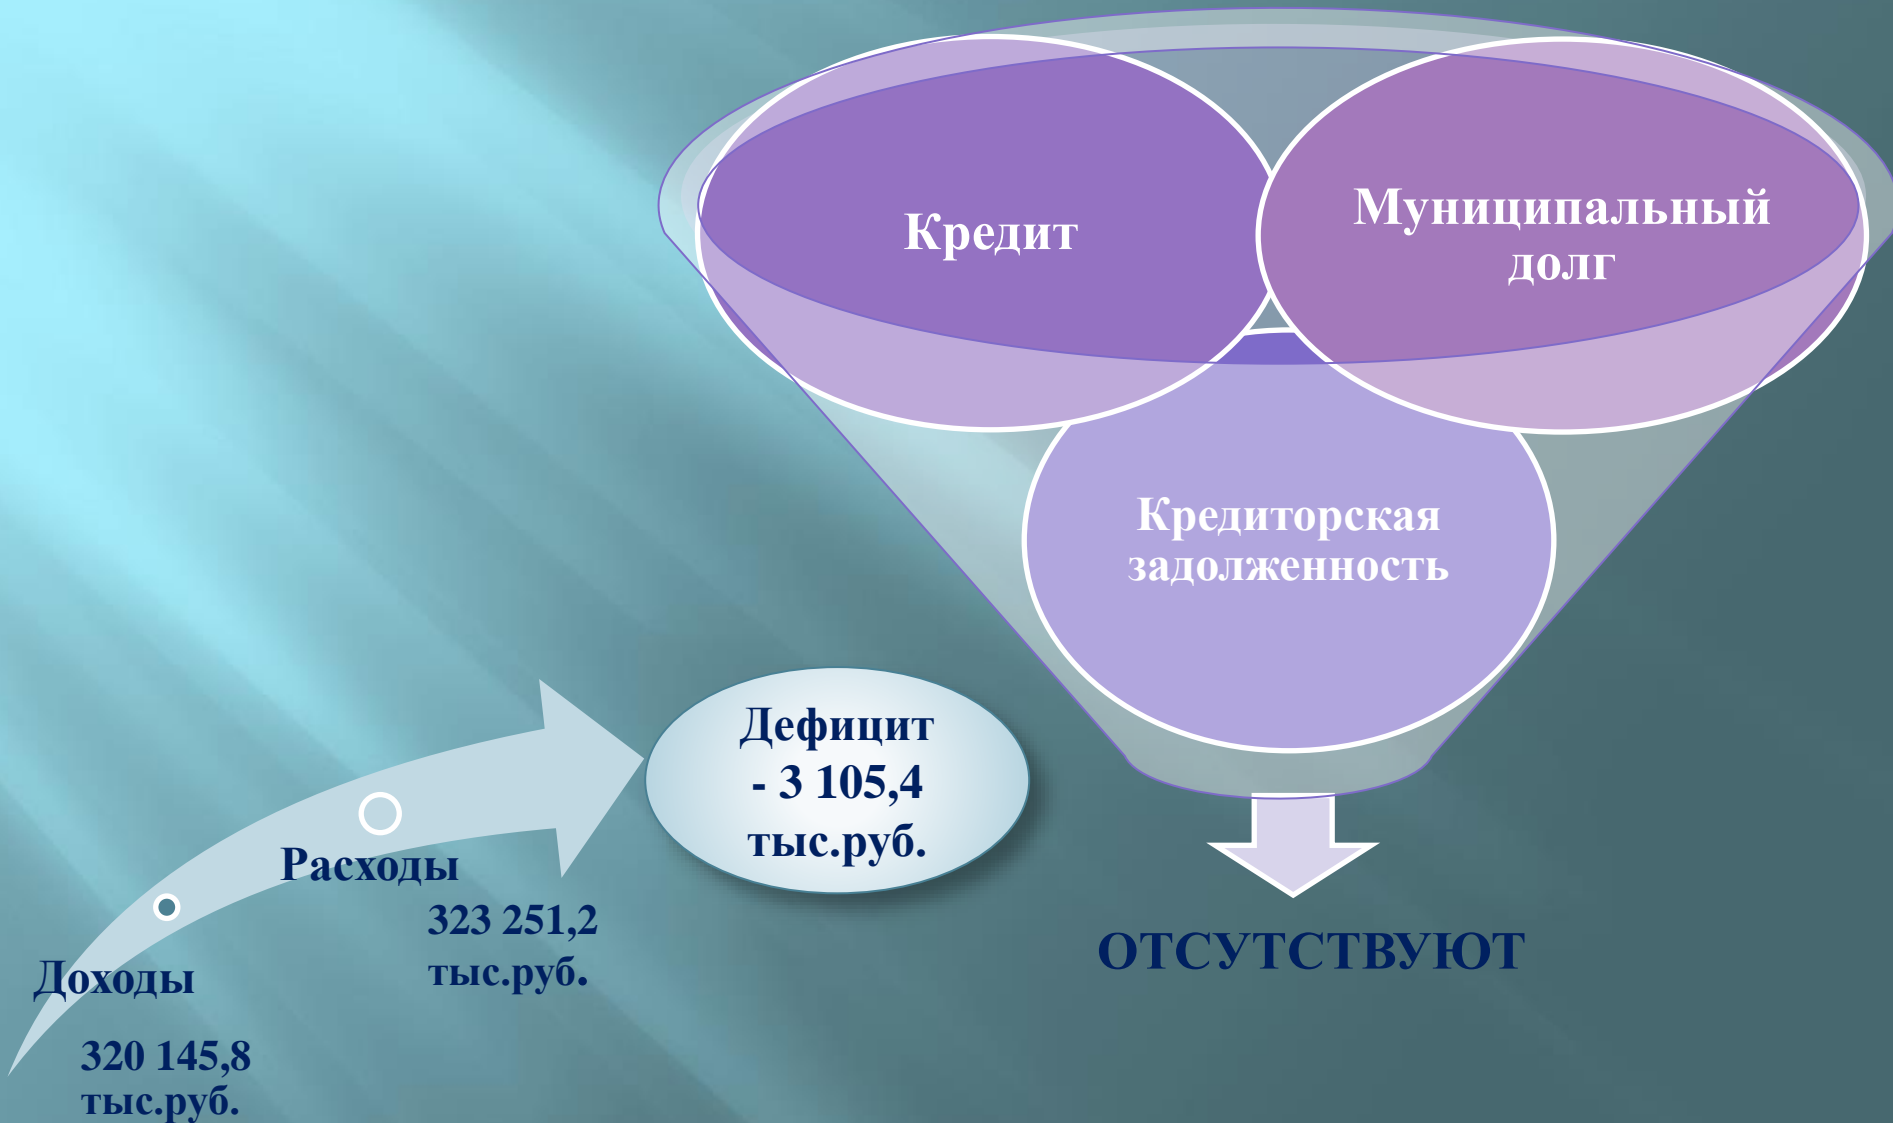 Кредит
Муниципальный
долг
Кредиторская
задолженность
ОТСУТСТВУЮТ
Дефицит
- 3 105,4
тыс.руб.
Расходы
323 251,2
тыс.руб.
Доходы
320 145,8
тыс.руб.